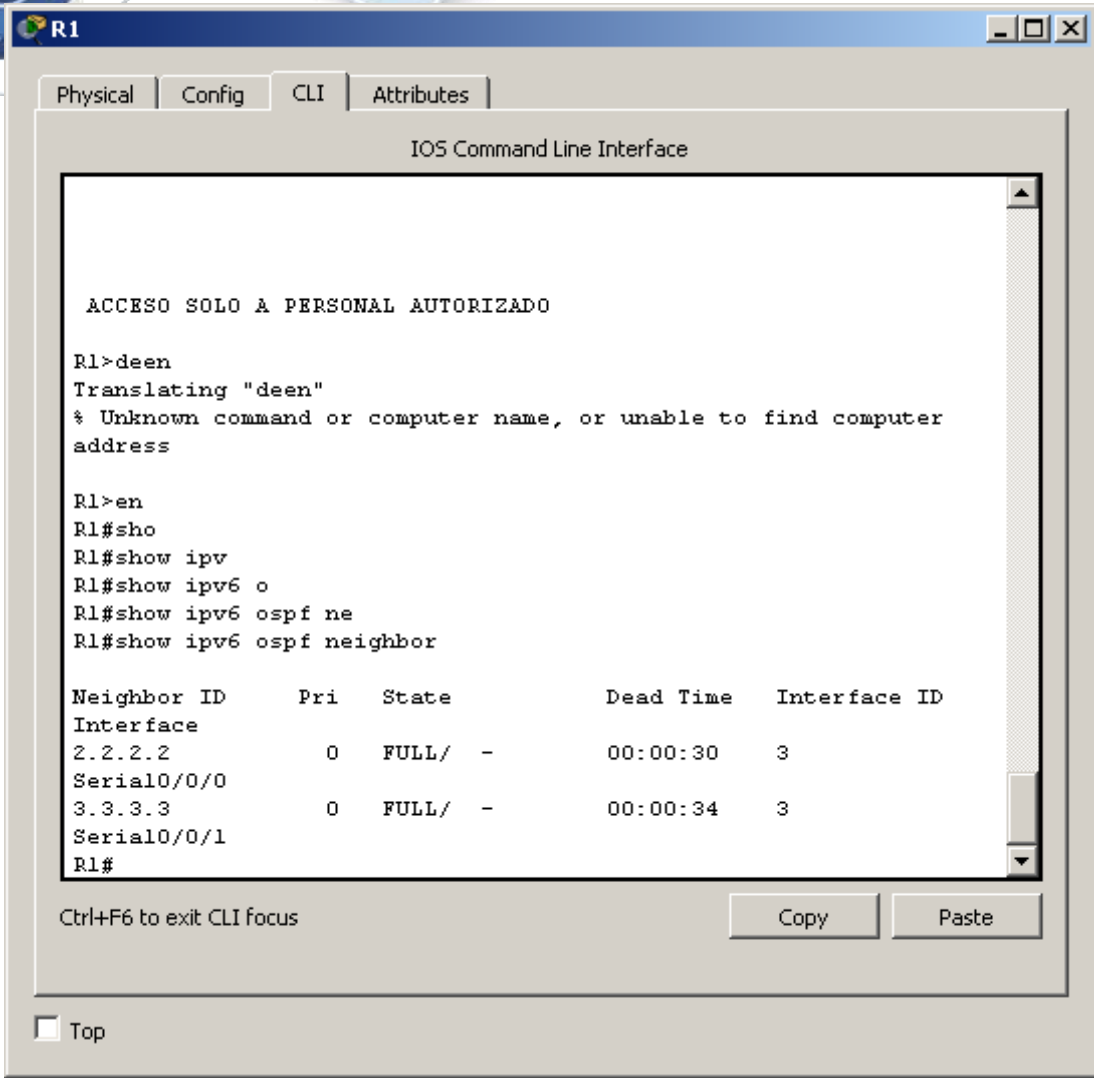 R1
Physical Config CLI Attributes
IOS Command Line Interface
ACCESO SOLO A PERSONAL AUTORIZADO
R1>deen
Translating "deen"
% Unknown command or computer name, or unable to find computer
address
R1>en
R1#sho
R1#show ipv
R1#show ipv6 o
R1#show ipv6 ospf ne
R1#show ipv6 ospf neighbor
Neighbor ID Pri State Dead Time Interface ID
Interface
2.2.2.2 0 FULL/ - 00:00:30 3
Serial0/0/0
3.3.3.3 0 FULL/ - 00:00:34 3
Serial0/0/1
R1#
Ctrl+F6 to exit CLI focus Copy Paste
Top